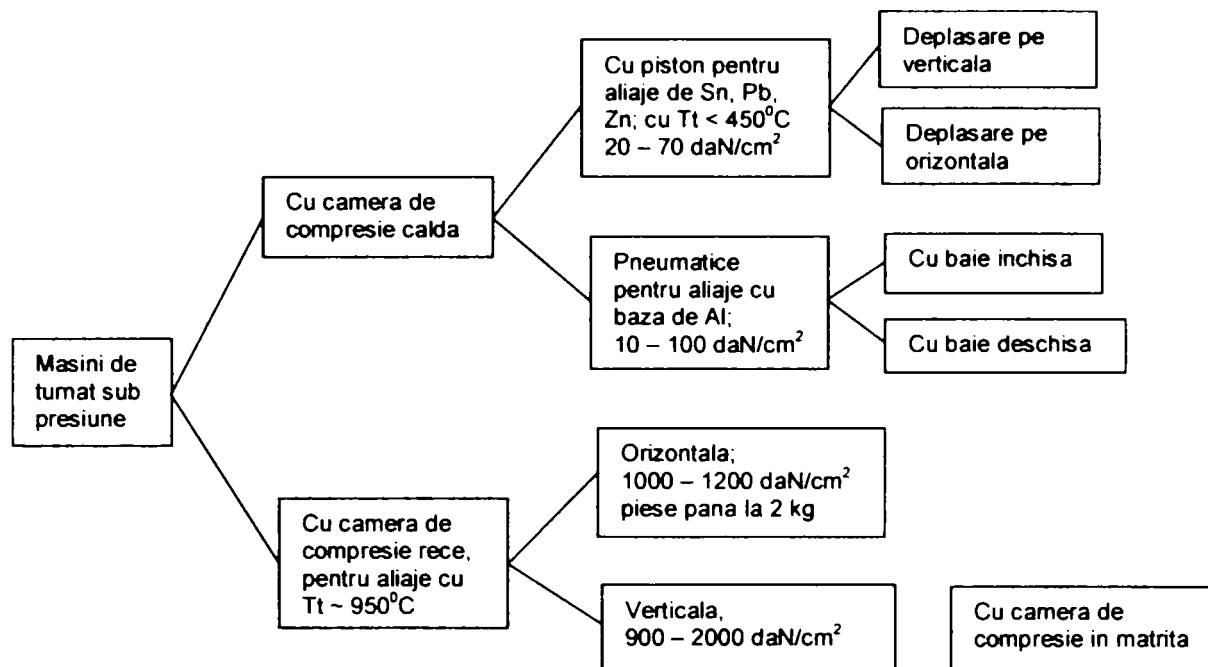 Deplasare pe
verticala
Cu piston pentru
aliaje de Sn, Pb,
Zn; cu Tt < 450⁰C
20 – 70 daN/cm²
Deplasare pe
orizontala
Cu camera de
compresie calda
Pneumatice
pentru aliaje cu
baza de Al;
10 – 100 daN/cm²
Cu baie inchisa
Cu baie deschisa
Masini de
turnat sub
presiune
Orizontala;
1000 – 1200 daN/cm²
piese pana la 2 kg
Cu camera de
compresie rece,
pentru aliaje cu
Tt ~ 950⁰C
Verticala,
900 – 2000 daN/cm²
Cu camera de
compresie in matrita